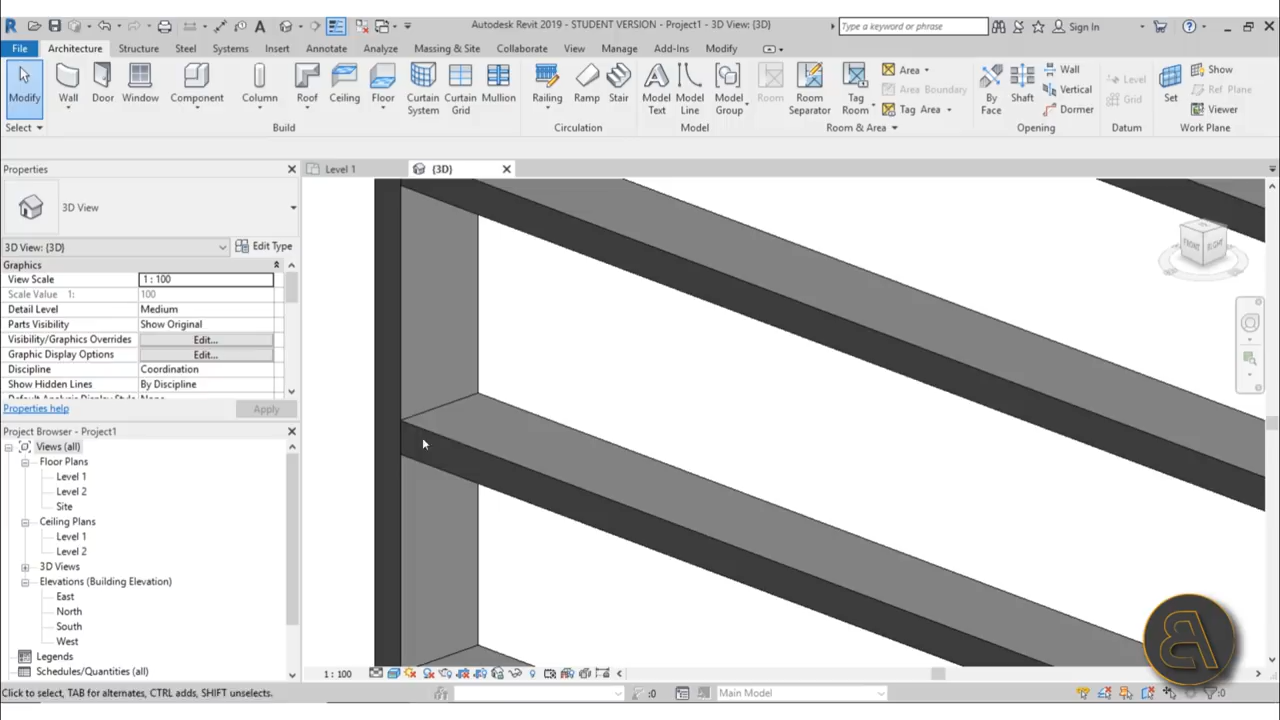 Autodesk Revit 2019 - STUDENT VERSION - Project1 - 3D View: {3D}
Type a keyword or phrase
Sign In
File Architecture Structure Steel Systems Insert Annotate Analyze Massing & Site Collaborate View Manage Add-Ins Modify
Modify Wall Door Window Component Column Roof Ceiling Floor Curtain System Curtain Grid Mullion Railing Ramp Stair Model Text Model Line Model Group Room Room Separator Tag Room
Area
Area Boundary
Tag Area
By Face Shaft
Wall
Vertical
Dormer
Level
Grid
Set
Show
Ref Plane
Viewer
Select Build Circulation Model Room & Area Opening Datum Work Plane
Properties
Level 1
{3D}
3D View
3D View: {3D} Edit Type
Graphics
View Scale 1 : 100
Scale Value 1: 100
Detail Level Medium
Parts Visibility Show Original
Visibility/Graphics Overrides Edit...
Graphic Display Options Edit...
Discipline Coordination
Show Hidden Lines By Discipline
Properties help Apply
Project Browser - Project1
Views (all)
Floor Plans
Level 1
Level 2
Site
Ceiling Plans
Level 1
Level 2
3D Views
Elevations (Building Elevation)
East
North
South
West
Legends
Schedules/Quantities (all)
FRONT RIGHT
1 : 100
Click to select, TAB for alternates, CTRL adds, SHIFT unselects.
:0
Main Model
:0